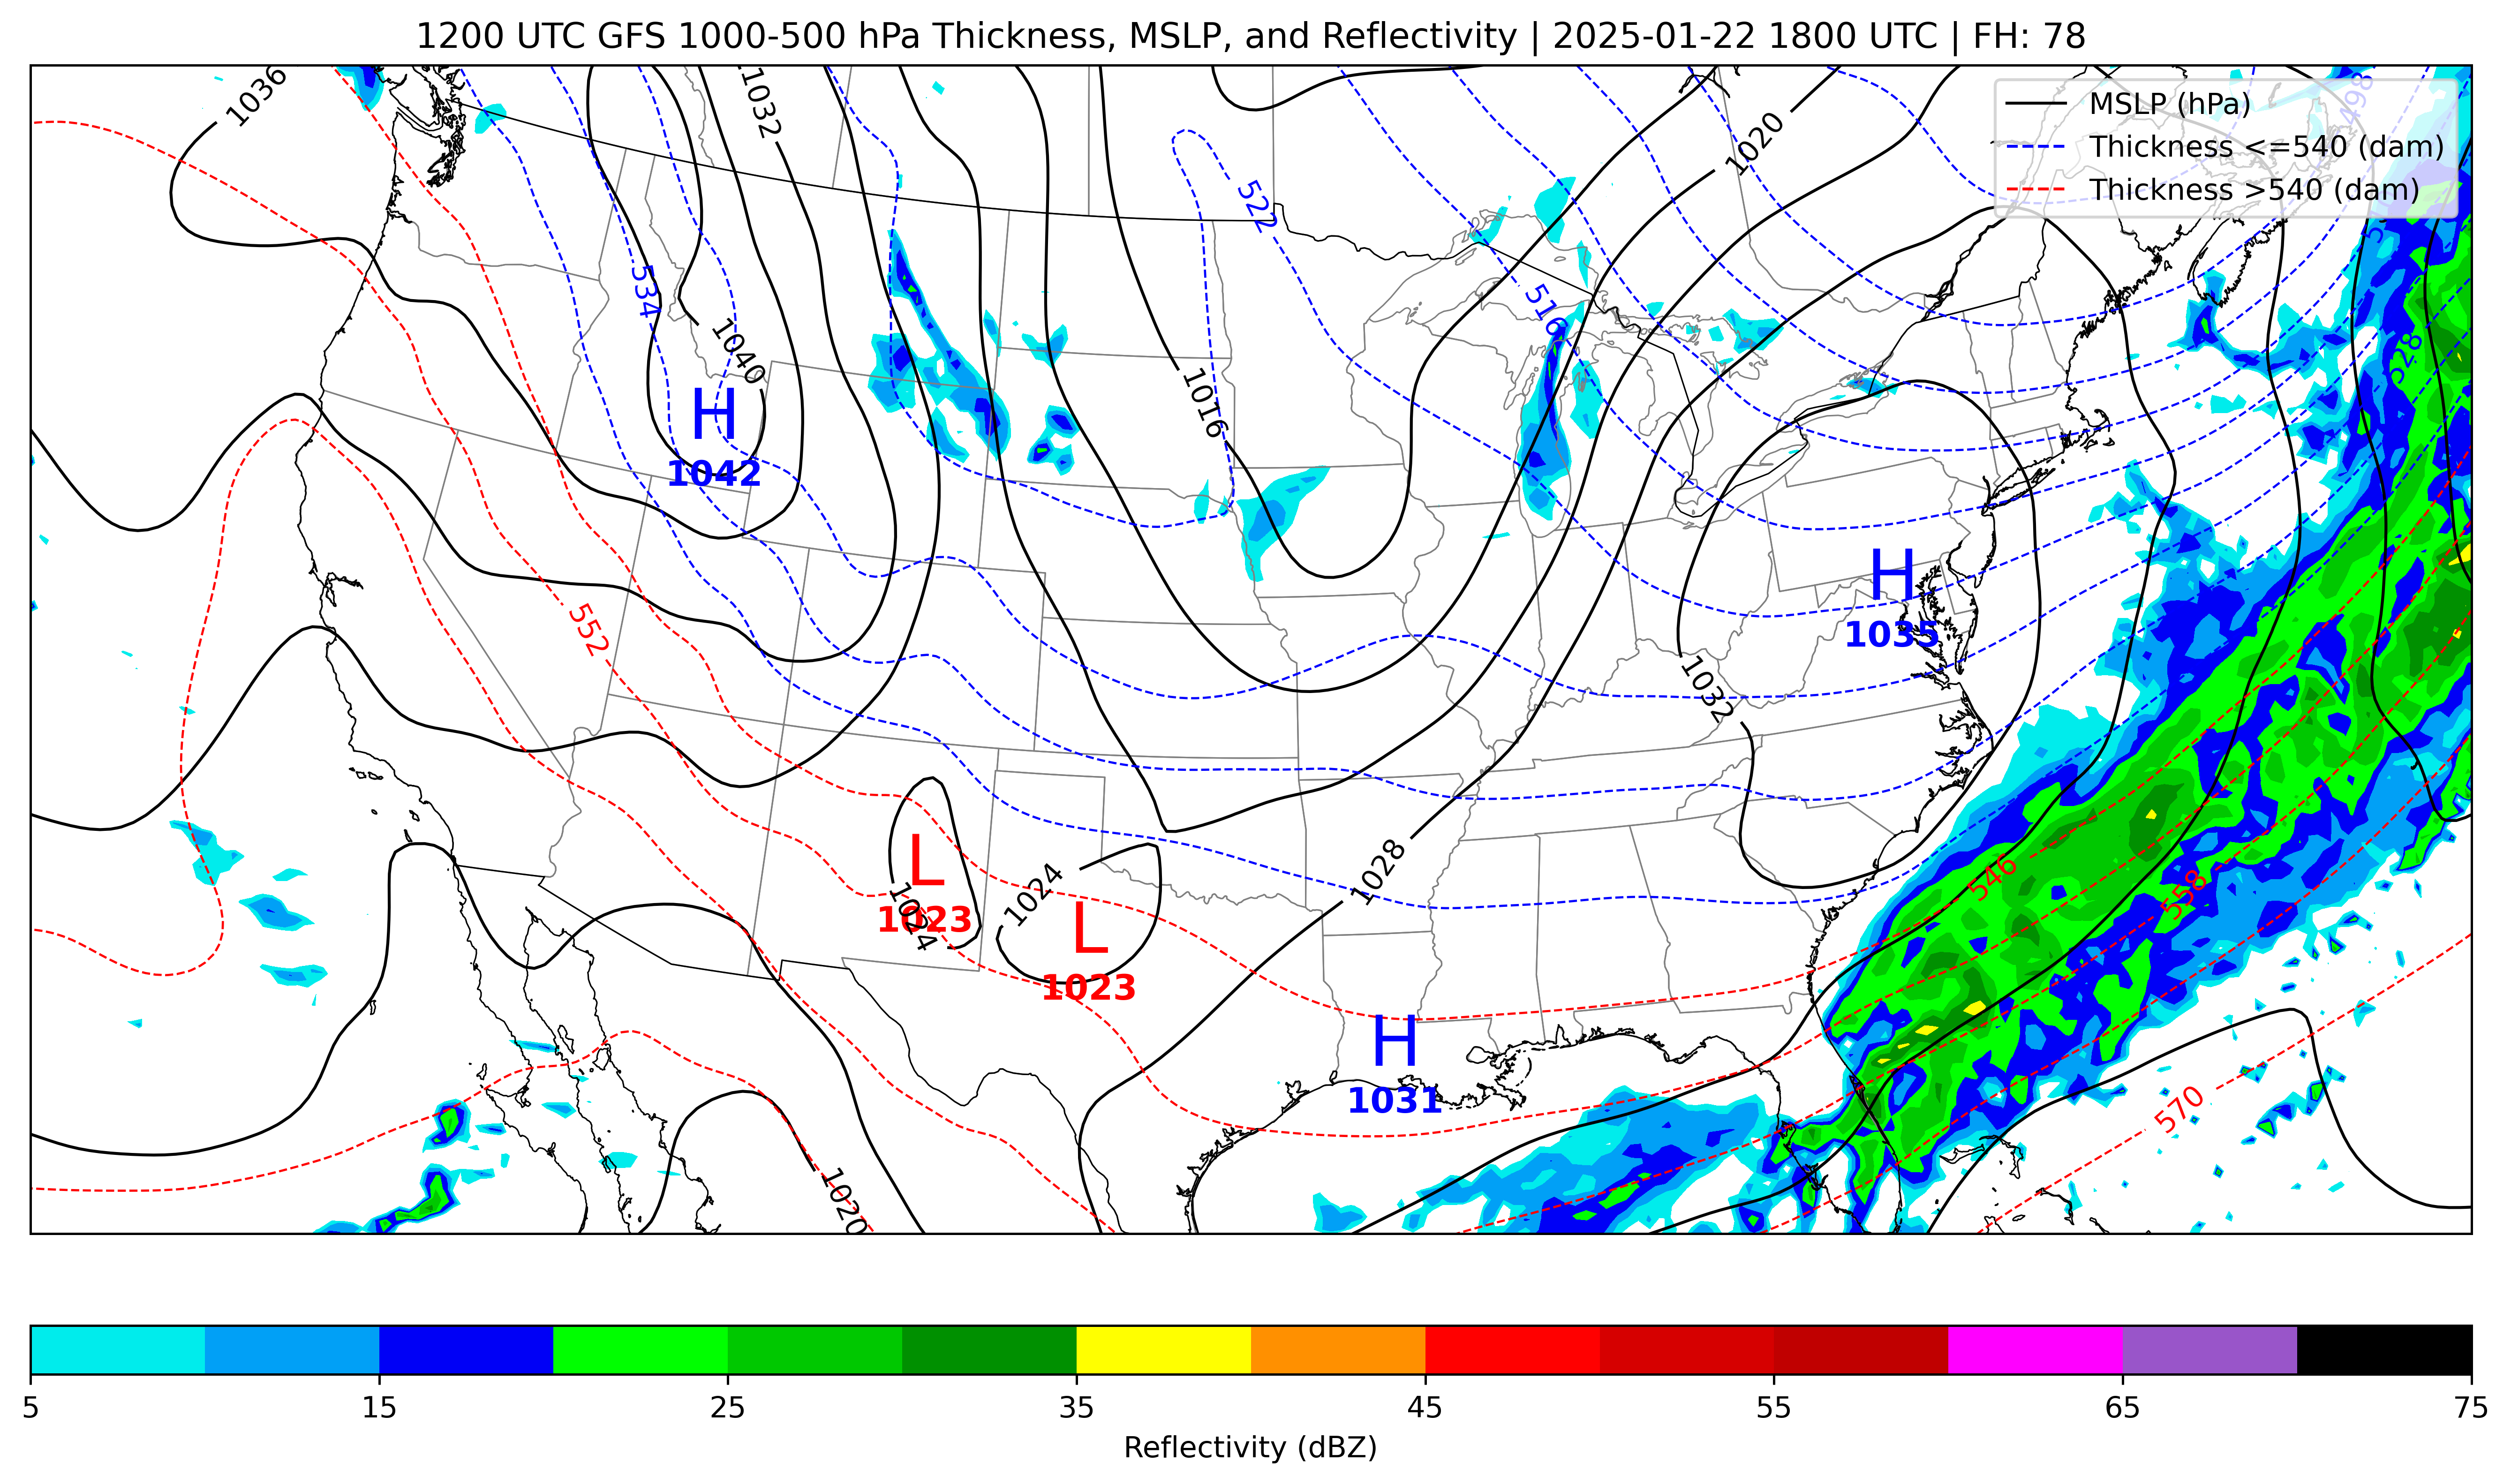 1200 UTC GFS 1000-500 hPa Thickness, MSLP, and Reflectivity | 2025-01-22 1800 UTC | FH: 78
MSLP (hPa)
Thickness <=540 (dam)
Thickness >540 (dam)
1036
1032
1020
498
522
534
516
528
1040
1016
H
1042
H
1035
552
1032
L
1023
1024
1024
1028
L
1023
546
558
H
1031
570
1020
5 15 25 35 45 55 65 75
Reflectivity (dBZ)